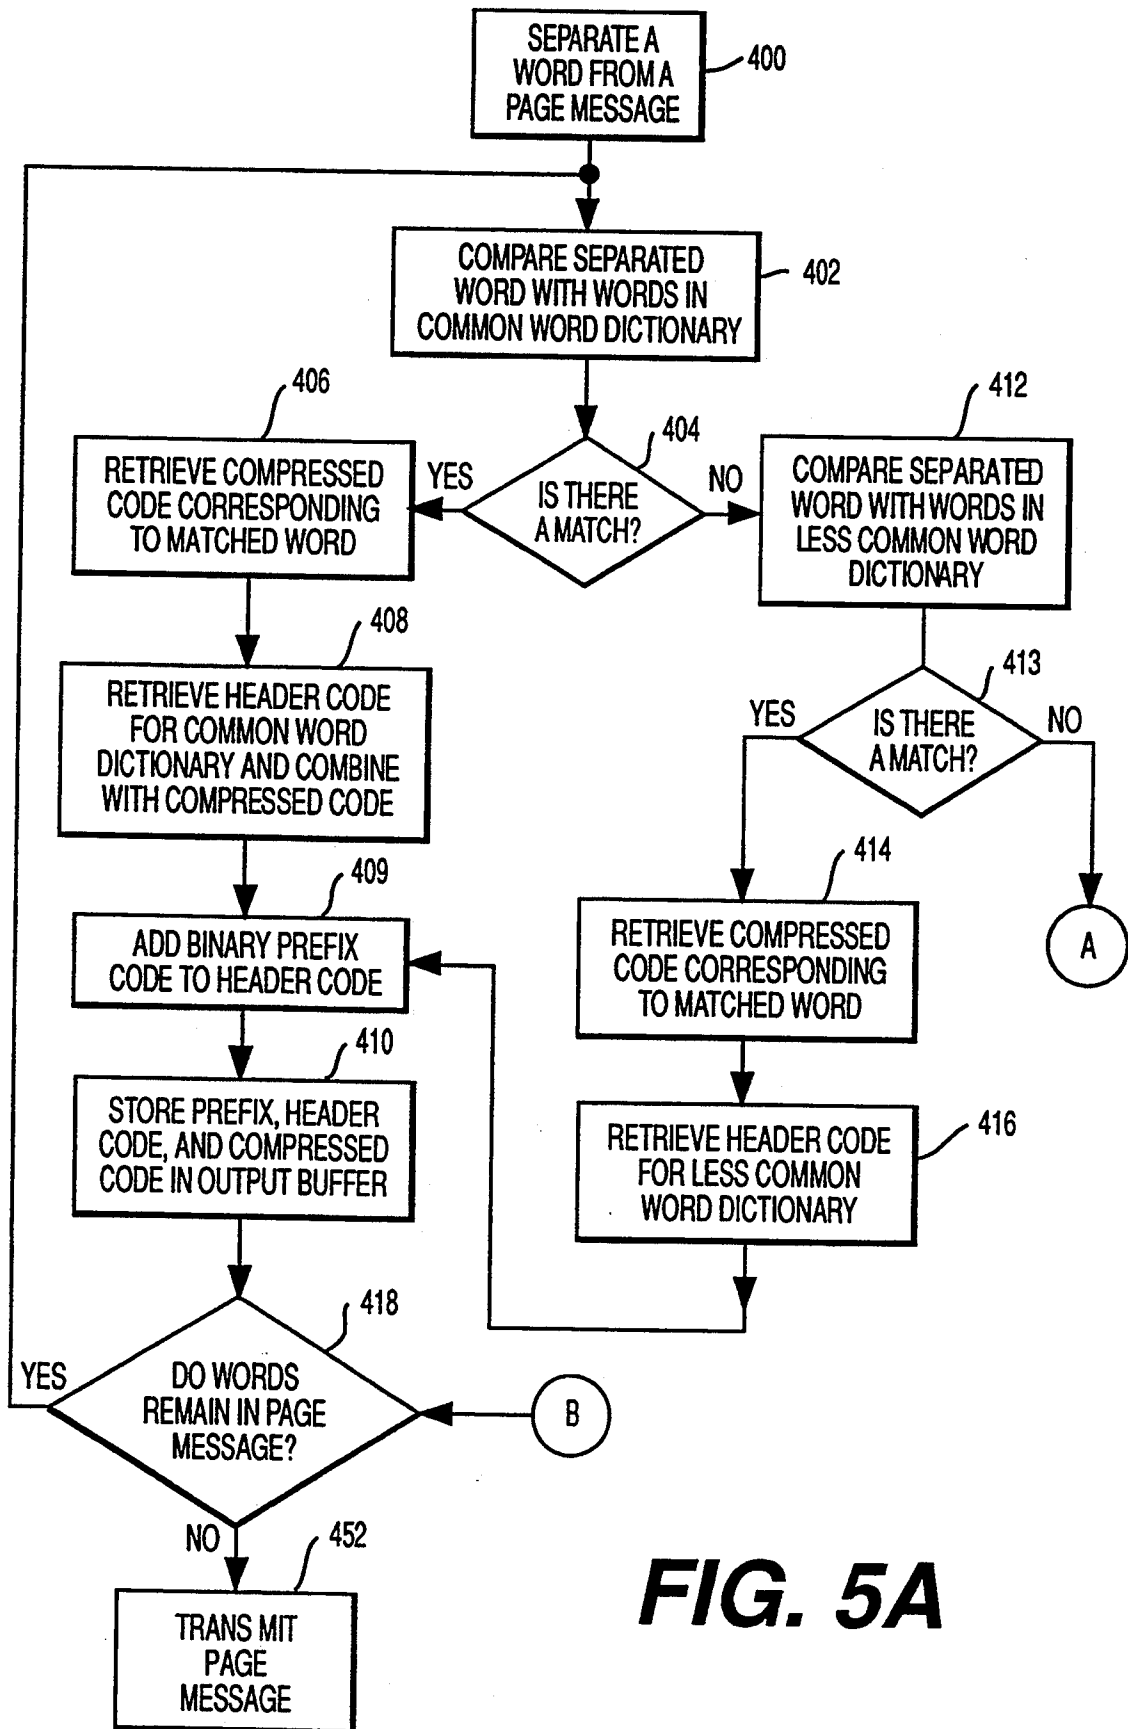 SEPARATE A
WORD FROM A
PAGE MESSAGE
400
COMPARE SEPARATED
WORD WITH WORDS IN
COMMON WORD DICTIONARY
402
406
404
412
RETRIEVE COMPRESSED
CODE CORRESPONDING
TO MATCHED WORD
YES
IS THERE
A MATCH?
NO
COMPARE SEPARATED
WORD WITH WORDS IN
LESS COMMON WORD
DICTIONARY
408
RETRIEVE HEADER CODE
FOR COMMON WORD
DICTIONARY AND COMBINE
WITH COMPRESSED CODE
413
YES
IS THERE
A MATCH?
NO
409
ADD BINARY PREFIX
CODE TO HEADER CODE
414
RETRIEVE COMPRESSED
CODE CORRESPONDING
TO MATCHED WORD
A
410
STORE PREFIX, HEADER
CODE, AND COMPRESSED
CODE IN OUTPUT BUFFER
416
RETRIEVE HEADER CODE
FOR LESS COMMON
WORD DICTIONARY
418
YES
DO WORDS
REMAIN IN PAGE
MESSAGE?
B
NO
452
TRANS MIT
PAGE
MESSAGE
FIG. 5A